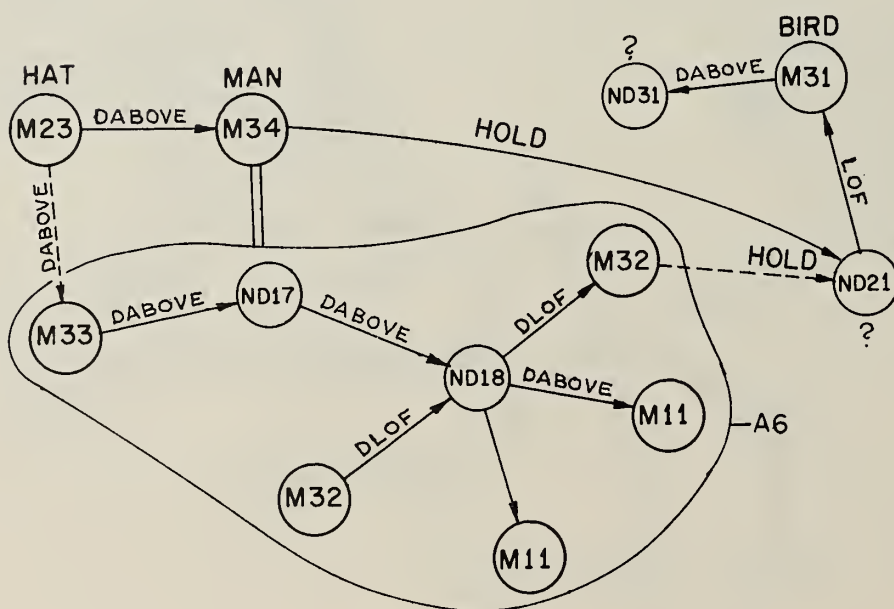 BIRD
?
HAT
MAN
DABOVE
M31
ND31
M23
DABOVE
M34
HOLD
DABOVE
LOF
M32
HOLD
ND21
?
M33
DABOVE
ND17
DABOVE
DLOF
ND18
DABOVE
M11
A6
DLOF
M32
M11